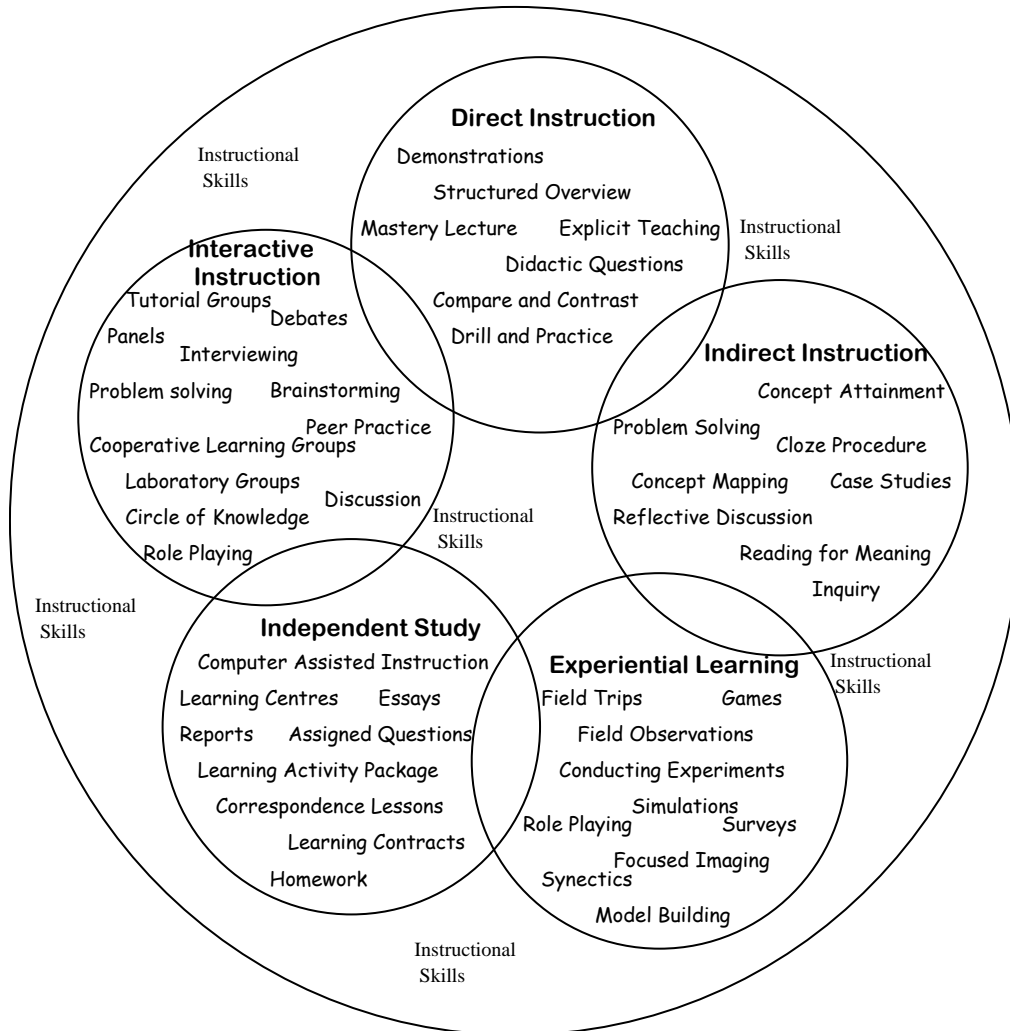 Direct Instruction
Demonstrations
Structured Overview
Mastery Lecture Explicit Teaching
Didactic Questions
Compare and Contrast
Drill and Practice
Instructional
Skills
Instructional
Skills
Interactive
Instruction
Tutorial Groups
Debates
Panels
Interviewing
Problem solving Brainstorming
Peer Practice
Cooperative Learning Groups
Laboratory Groups
Discussion
Circle of Knowledge
Role Playing
Indirect Instruction
Concept Attainment
Problem Solving
Cloze Procedure
Concept Mapping Case Studies
Reflective Discussion
Reading for Meaning
Inquiry
Instructional
Skills
Instructional
Skills
Independent Study
Computer Assisted Instruction
Learning Centres Essays
Reports Assigned Questions
Learning Activity Package
Correspondence Lessons
Learning Contracts
Homework
Experiential Learning
Field Trips Games
Field Observations
Conducting Experiments
Simulations
Role Playing Surveys
Focused Imaging
Synectics
Model Building
Instructional
Skills
Instructional
Skills